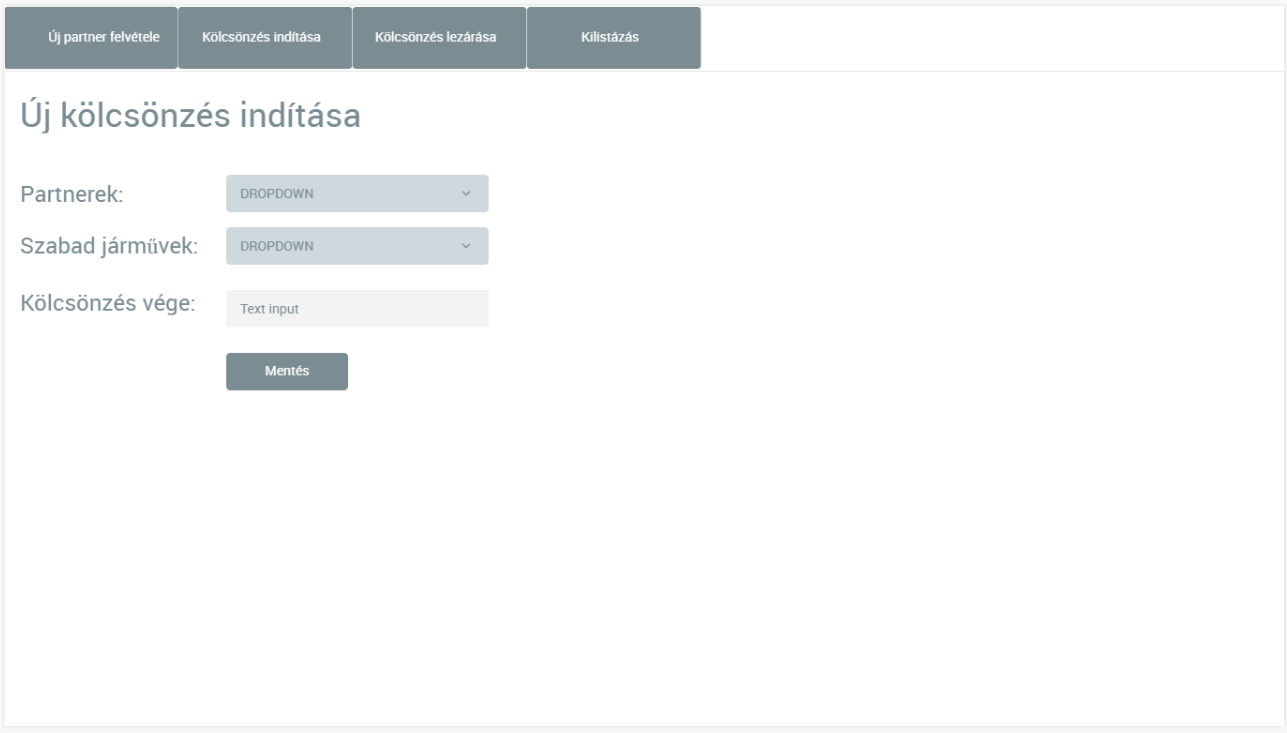 Új partner felvétele Kölcsönzés indítása Kölcsönzés lezárása Kilistázás
Új kölcsönzés indítása
Partnerek: DROPDOWN
Szabad járművek: DROPDOWN
Kölcsönzés vége: Text input
Mentés